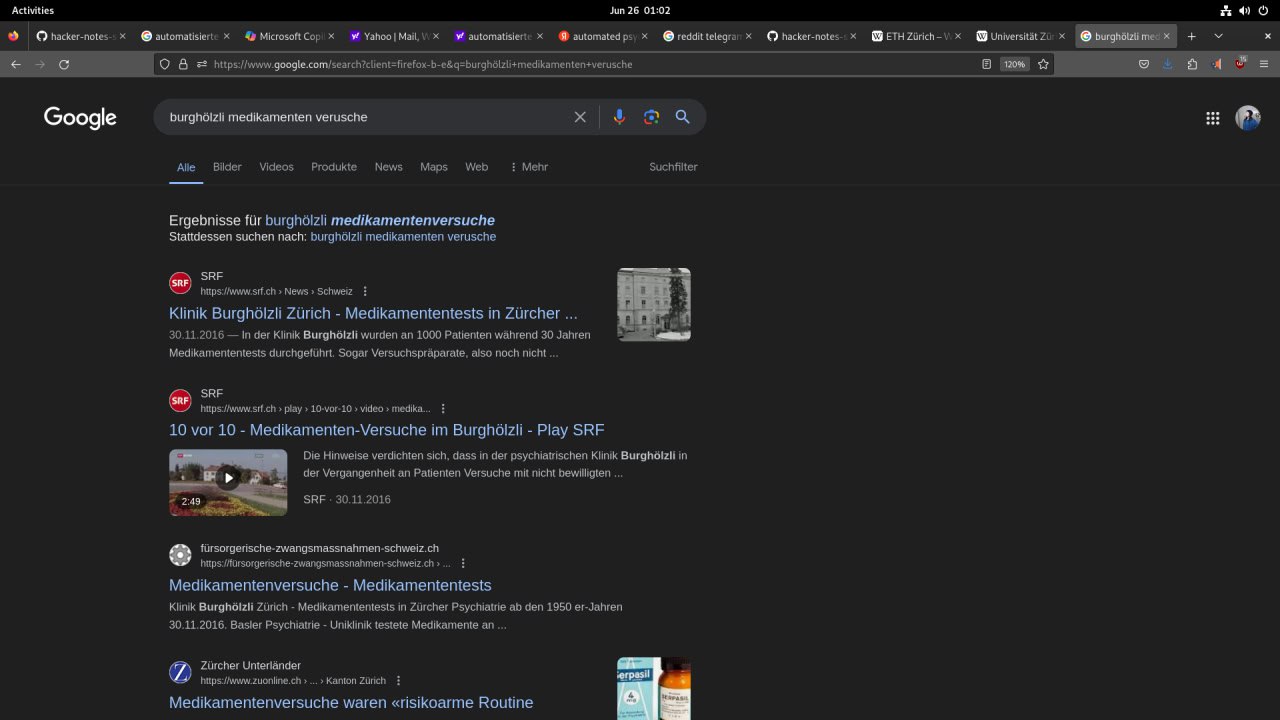 Activities
Jun 26 01:02
hacker-notes-s
automatisierte
Microsoft Copil
Yahoo | Mail, W
automatisierte
automated psy
reddit telegram
hacker-notes-s
ETH Zürich – W
Universität Zür
burghölzli med
https://www.google.com/search?client=firefox-b-e&q=burghölzli+medikamenten+verusche
120%
Google
burghölzli medikamenten verusche
Alle
Bilder
Videos
Produkte
News
Maps
Web
Mehr
Suchfilter
Ergebnisse für burghölzli medikamentenversuche
Stattdessen suchen nach: burghölzli medikamenten verusche
SRF
SRF
https://www.srf.ch › News › Schweiz
Klinik Burghölzli Zürich - Medikamententests in Zürcher ...
30.11.2016 — In der Klinik Burghölzli wurden an 1000 Patienten während 30 Jahren
Medikamententests durchgeführt. Sogar Versuchspräparate, also noch nicht ...
SRF
SRF
https://www.srf.ch › play › 10-vor-10 › video › medika...
10 vor 10 - Medikamenten-Versuche im Burghölzli - Play SRF
2:49
Die Hinweise verdichten sich, dass in der psychiatrischen Klinik Burghölzli in
der Vergangenheit an Patienten Versuche mit nicht bewilligten ...
SRF · 30.11.2016
fürsorgerische-zwangsmassnahmen-schweiz.ch
https://fürsorgerische-zwangsmassnahmen-schweiz.ch › ...
Medikamentenversuche - Medikamententests
Klinik Burghölzli Zürich - Medikamententests in Zürcher Psychiatrie ab den 1950 er-Jahren
30.11.2016. Basler Psychiatrie - Uniklinik testete Medikamente an ...
Z
Zürcher Unterländer
https://www.zuonline.ch › ... › Kanton Zürich
Medikamentenversuche waren «risikoarme Routine
Serpasil
4 mg
SERPASIL